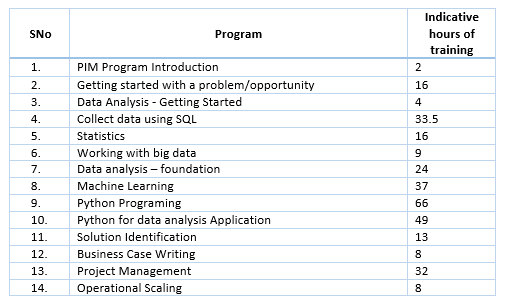 SNo Program Indicative hours of training
1. PIM Program Introduction 2
2. Getting started with a problem/opportunity 16
3. Data Analysis - Getting Started 4
4. Collect data using SQL 33.5
5. Statistics 16
6. Working with big data 9
7. Data analysis – foundation 24
8. Machine Learning 37
9. Python Programing 66
10. Python for data analysis Application 49
11. Solution Identification 13
12. Business Case Writing 8
13. Project Management 32
14. Operational Scaling 8